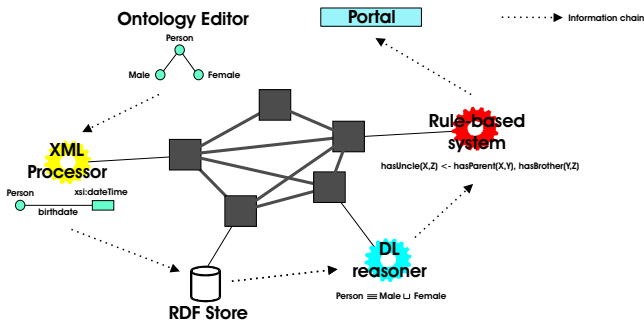 Ontology Editor
Person
Male
Female
Portal
Information chain
XML
Processor
Person
xsi:dateTime
birthdate
Rule-based
system
hasUncle(X,Z) <- hasParent(X,Y), hasBrother(Y,Z)
RDF Store
DL
reasoner
Person ≡ Male ⊔ Female